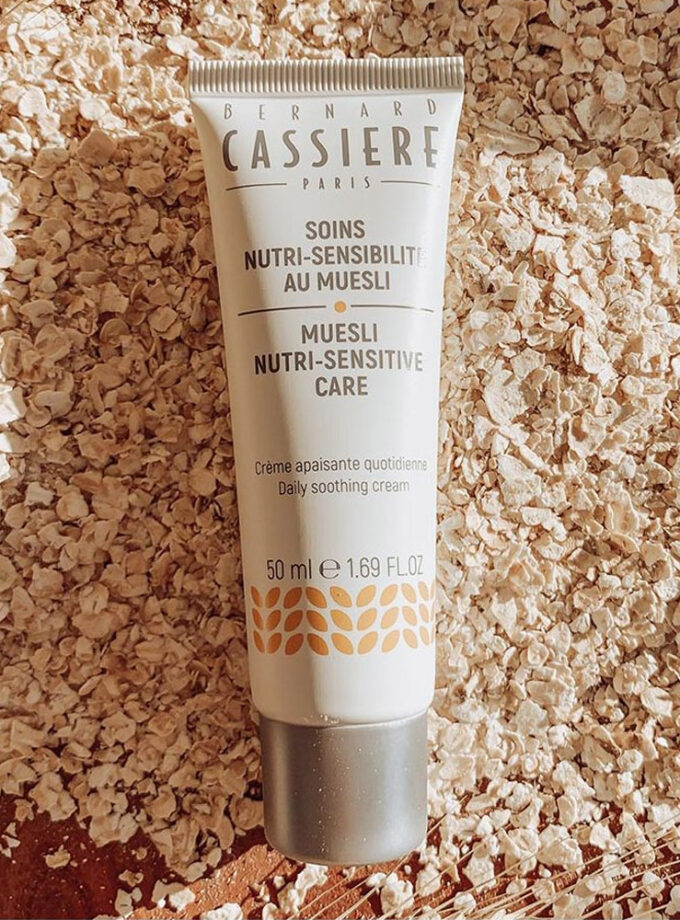 BERNARD
CASSIERE
PARIS
SOINS
NUTRI-SENSIBILITÉ
AU MUESLI
MUESLI
NUTRI-SENSITIVE
CARE
Crème apaisante quotidienne
Daily soothing cream
50 ml ℮ 1.69 FL.OZ